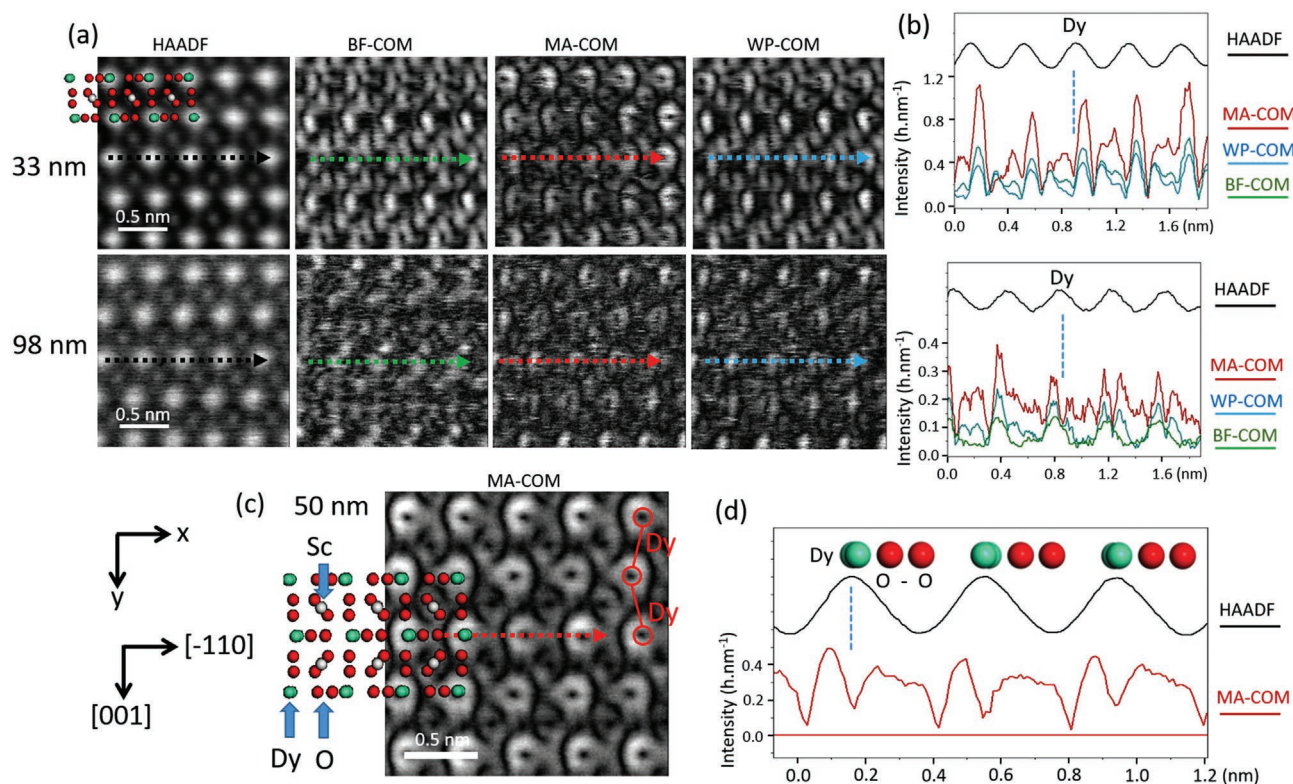 (a)
HAADF
BF-COM
MA-COM
WP-COM
33 nm
0.5 nm
98 nm
0.5 nm
(b)
Dy
HAADF
MA-COM
WP-COM
BF-COM
Intensity (h.nm⁻¹)
1.2
0.8
0.4
0.0
0.0 0.4 0.8 1.2 1.6 (nm)
Dy
HAADF
MA-COM
WP-COM
BF-COM
Intensity (h.nm⁻¹)
0.4
0.3
0.2
0.1
0.0
0.0 0.4 0.8 1.2 1.6 (nm)
x
y
[-110]
[001]
(c)
50 nm
MA-COM
Sc
Dy
Dy
Dy
O
0.5 nm
(d)
Dy
O - O
HAADF
MA-COM
Intensity (h.nm⁻¹)
0.4
0.2
0.0
0.0 0.2 0.4 0.6 0.8 1.0 1.2 (nm)